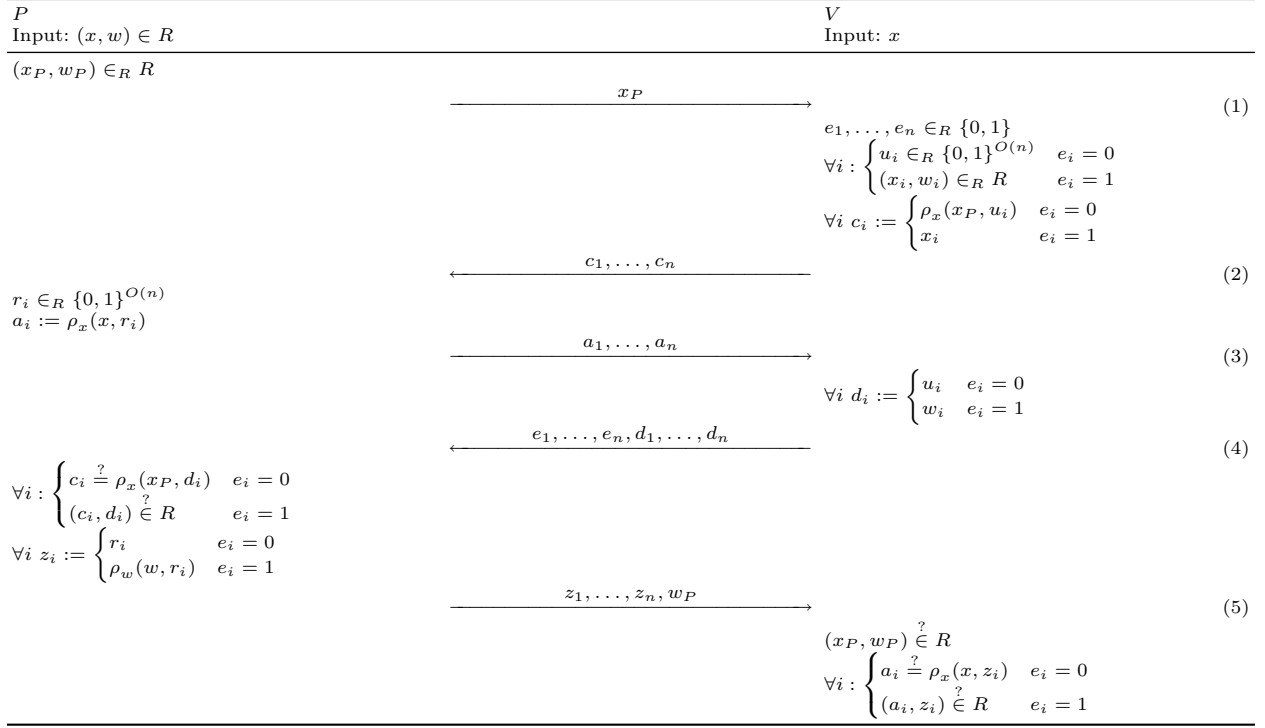 P V
Input: (x, w) ∈ R Input: x
(x_P, w_P) ∈_R R
x_P (1)
e_1, . . . , e_n ∈_R {0, 1}
∀i : { u_i ∈_R {0, 1}^{O(n)} e_i = 0
(x_i, w_i) ∈_R R e_i = 1
∀i c_i := { ρ_x(x_P, u_i) e_i = 0
x_i e_i = 1
c_1, . . . , c_n (2)
r_i ∈_R {0, 1}^{O(n)}
a_i := ρ_x(x, r_i)
a_1, . . . , a_n (3)
∀i d_i := { u_i e_i = 0
w_i e_i = 1
e_1, . . . , e_n, d_1, . . . , d_n (4)
∀i : { c_i ≟ ρ_x(x_P, d_i) e_i = 0
(c_i, d_i) ∈^? R e_i = 1
∀i z_i := { r_i e_i = 0
ρ_w(w, r_i) e_i = 1
z_1, . . . , z_n, w_P (5)
(x_P, w_P) ∈^? R
∀i : { a_i ≟ ρ_x(x, z_i) e_i = 0
(a_i, z_i) ∈^? R e_i = 1